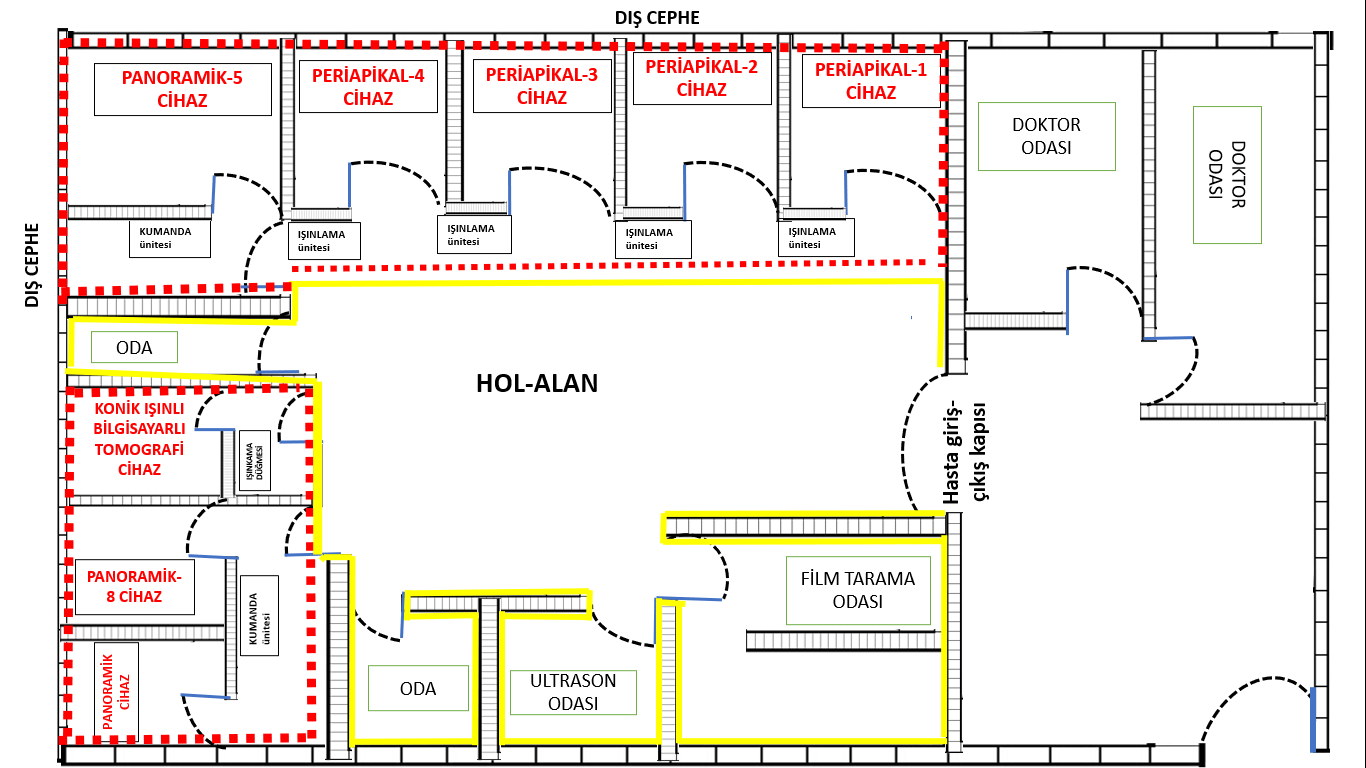 DIŞ CEPHE
PANORAMİK-5
CİHAZ
PERİAPİKAL-4
CİHAZ
PERİAPİKAL-3
CİHAZ
PERİAPİKAL-2
CİHAZ
PERİAPİKAL-1
CİHAZ
DOKTOR
ODASI
DOKTOR
ODASI
KUMANDA
ünitesi
IŞINLAMA
ünitesi
IŞINLAMA
ünitesi
IŞINLAMA
ünitesi
IŞINLAMA
ünitesi
DIŞ CEPHE
ODA
HOL-ALAN
KONİK IŞINLI
BİLGİSAYARLI
TOMOGRAFİ
CİHAZ
IŞINKAMA
DÜĞMESİ
Hasta giriş-
çıkış kapısı
PANORAMİK-
8 CİHAZ
KUMANDA
ünitesi
FİLM TARAMA
ODASI
PANORAMİK
CİHAZ
ODA
ULTRASON
ODASI